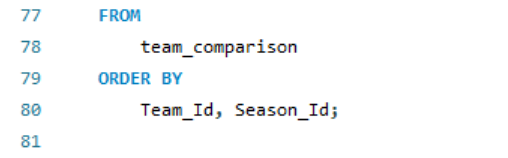 77 FROM
78 team_comparison
79 ORDER BY
80 Team_Id, Season_Id;
81